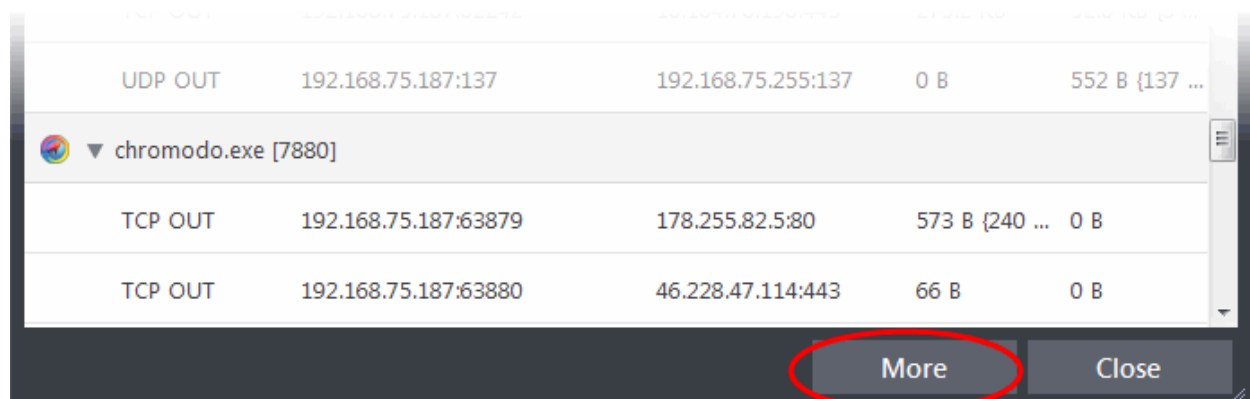 UDP OUT 192.168.75.187:137 192.168.75.255:137 0 B 552 B {137 ...
chromodo.exe [7880]
TCP OUT 192.168.75.187:63879 178.255.82.5:80 573 B {240 ... 0 B
TCP OUT 192.168.75.187:63880 46.228.47.114:443 66 B 0 B
More Close